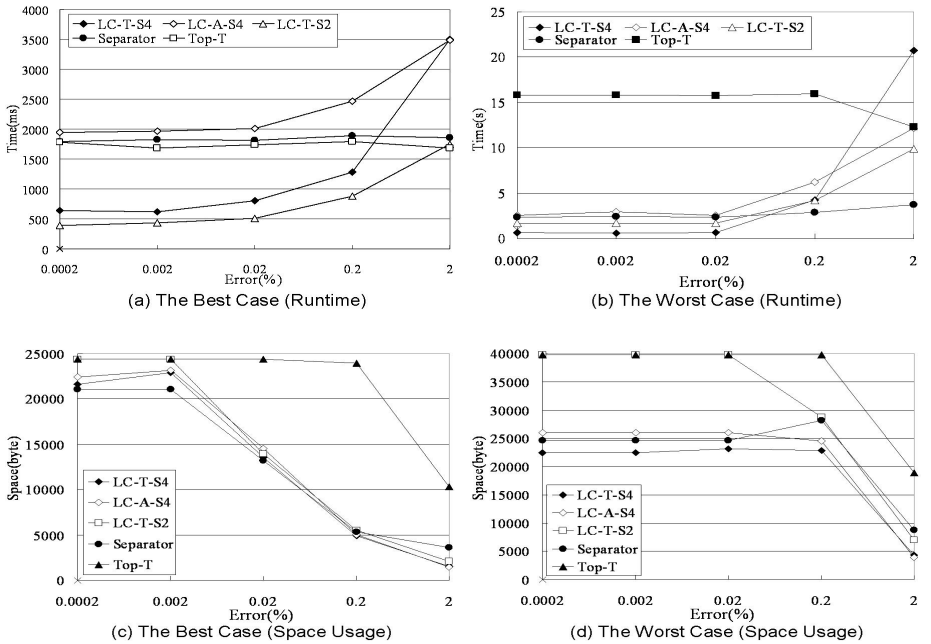 LC-T-S4 LC-A-S4 LC-T-S2
Separator Top-T
4000
3500
3000
2500
2000
1500
1000
500
0
Time(ms)
0.0002 0.002 0.02 0.2 2
Error(%)
(a) The Best Case (Runtime)
LC-T-S4 LC-A-S4 LC-T-S2
Separator Top-T
25
20
15
10
5
0
Time(s)
0.0002 0.002 0.02 0.2 2
Error(%)
(b) The Worst Case (Runtime)
25000
20000
15000
10000
5000
0
Space(byte)
LC-T-S4
LC-A-S4
LC-T-S2
Separator
Top-T
0.0002 0.002 0.02 0.2 2
Error(%)
(c) The Best Case (Space Usage)
40000
35000
40000
30000
25000
20000
15000
10000
5000
0
Space(byte)
LC-T-S4
LC-A-S4
LC-T-S2
Separator
Top-T
0.0002 0.002 0.02 0.2 2
Error(%)
(d) The Worst Case (Space Usage)